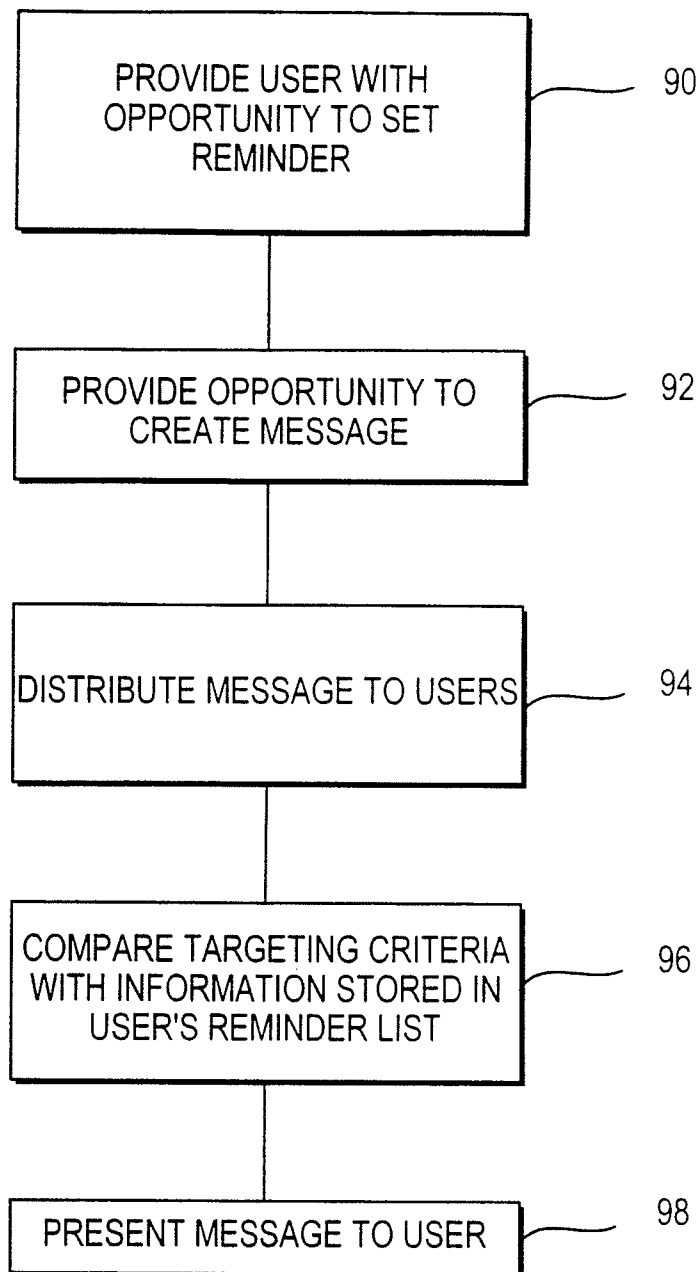 PROVIDE USER WITH
OPPORTUNITY TO SET
REMINDER
90
PROVIDE OPPORTUNITY TO
CREATE MESSAGE
92
DISTRIBUTE MESSAGE TO USERS
94
COMPARE TARGETING CRITERIA
WITH INFORMATION STORED IN
USER'S REMINDER LIST
96
PRESENT MESSAGE TO USER
98